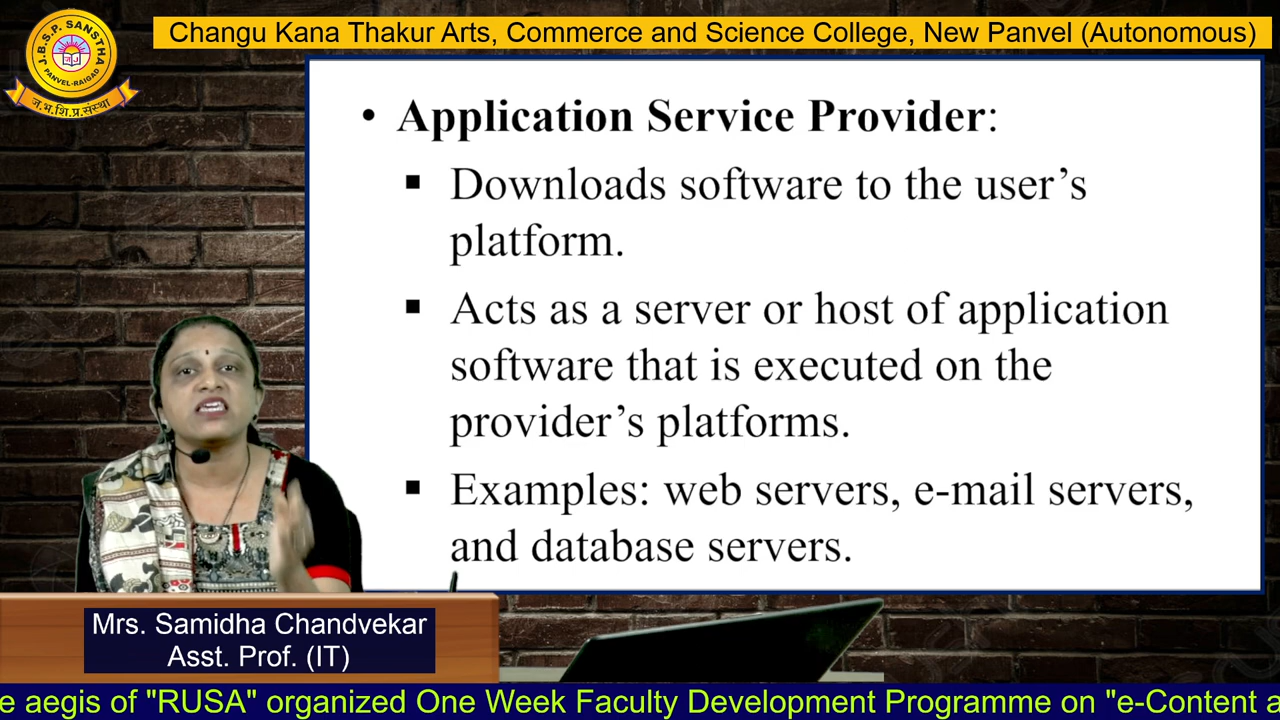 J.B.S.P. SANSTHA
PANVEL-RAIGAD
ज.भ.शि.प्र.संस्था
Changu Kana Thakur Arts, Commerce and Science College, New Panvel (Autonomous)
• Application Service Provider:
▪ Downloads software to the user’s
platform.
▪ Acts as a server or host of application
software that is executed on the
provider’s platforms.
▪ Examples: web servers, e-mail servers,
and database servers.
Mrs. Samidha Chandvekar
Asst. Prof. (IT)
e aegis of "RUSA" organized One Week Faculty Development Programme on "e-Content a